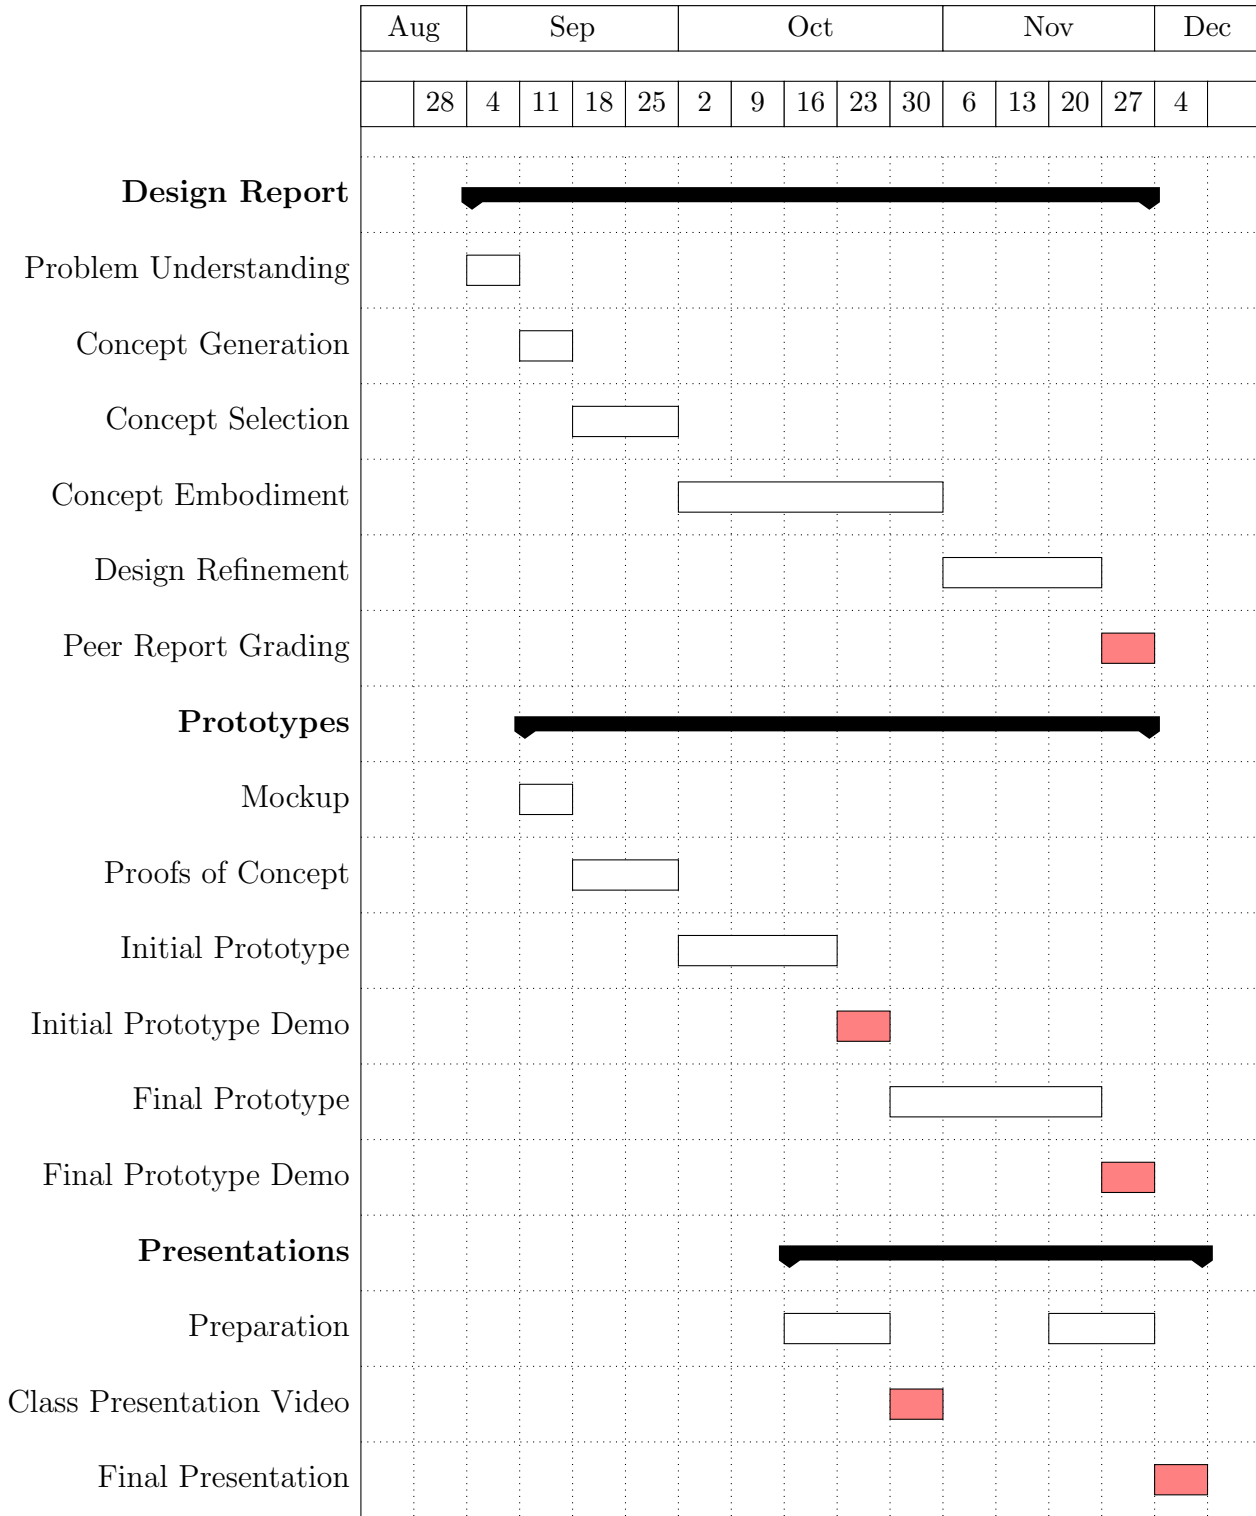 Aug Sep Oct Nov Dec
28 4 11 18 25 2 9 16 23 30 6 13 20 27 4
Design Report
Problem Understanding
Concept Generation
Concept Selection
Concept Embodiment
Design Refinement
Peer Report Grading
Prototypes
Mockup
Proofs of Concept
Initial Prototype
Initial Prototype Demo
Final Prototype
Final Prototype Demo
Presentations
Preparation
Class Presentation Video
Final Presentation